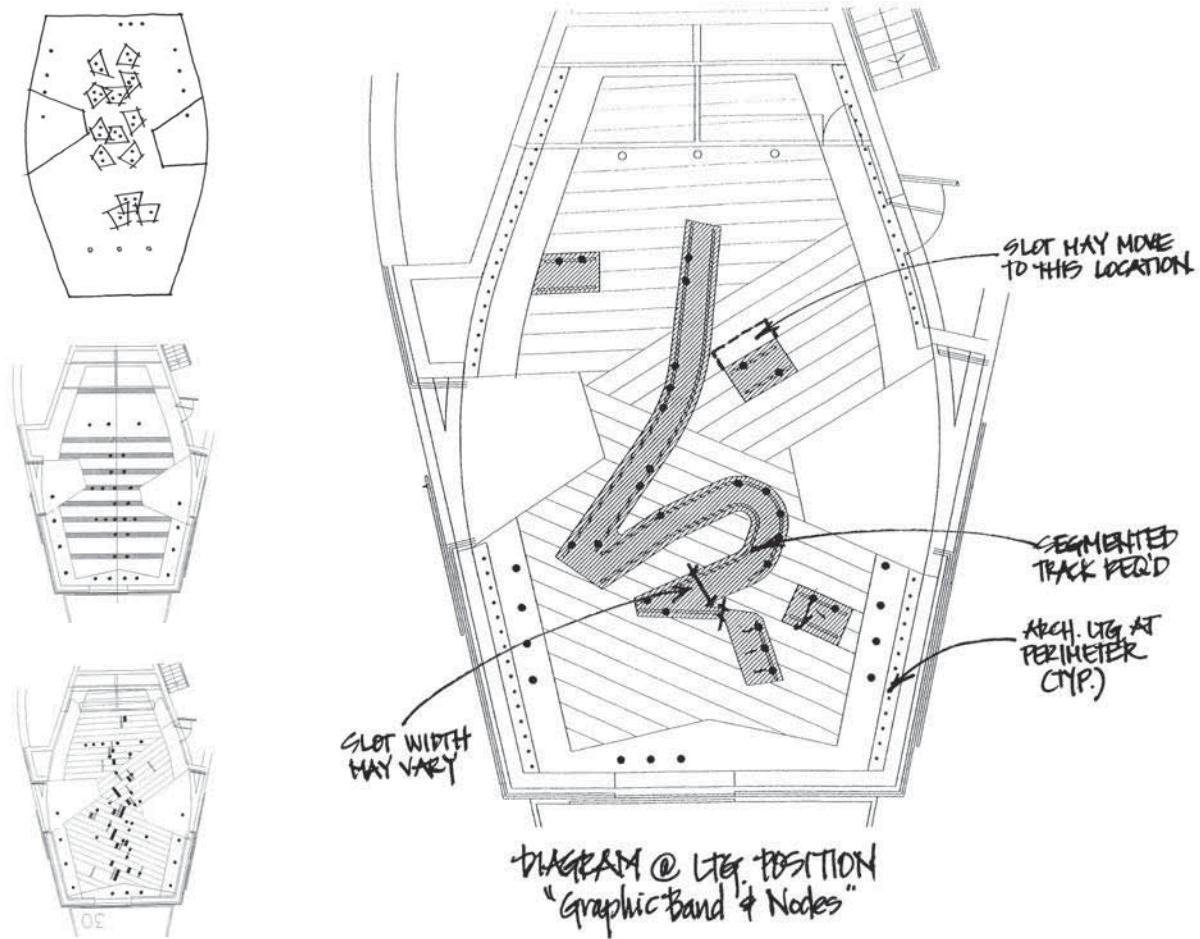 SLOT MAY MOVE
TO THIS LOCATION
SEGMENTED
TRACK REQ'D
ARCH. LTG AT
PERIMETER
(TYP.)
SLOT WIDTH
MAY VARY
30
DIAGRAM @ LTG. POSITION
"Graphic Band & Nodes"